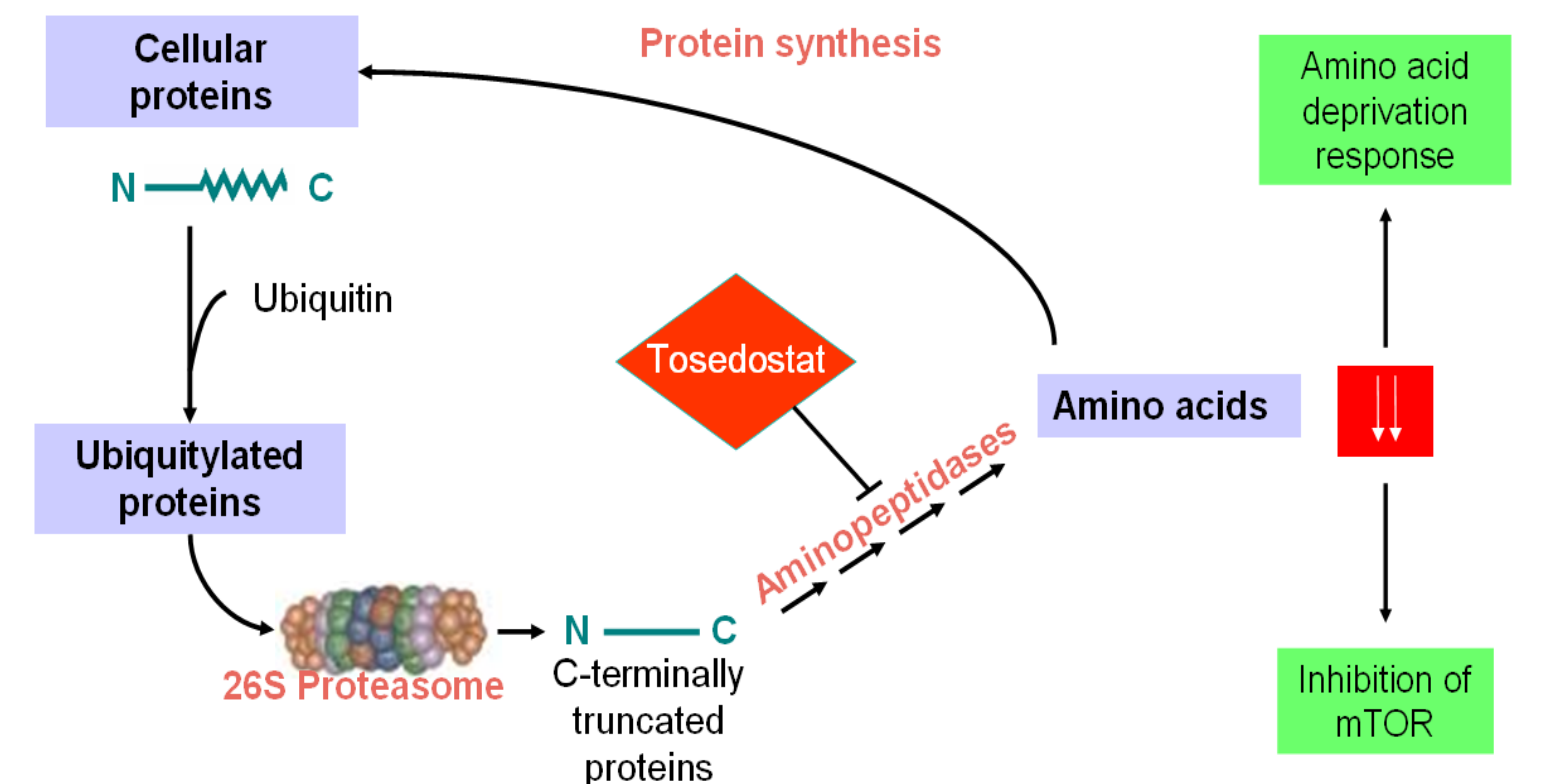 Cellular
proteins
Protein synthesis
Amino acid
deprivation
response
N
C
Ubiquitin
Tosedostat
Amino acids
Ubiquitylated
proteins
Aminopeptidases
26S Proteasome
N
C
C-terminally
truncated
proteins
Inhibition of
mTOR